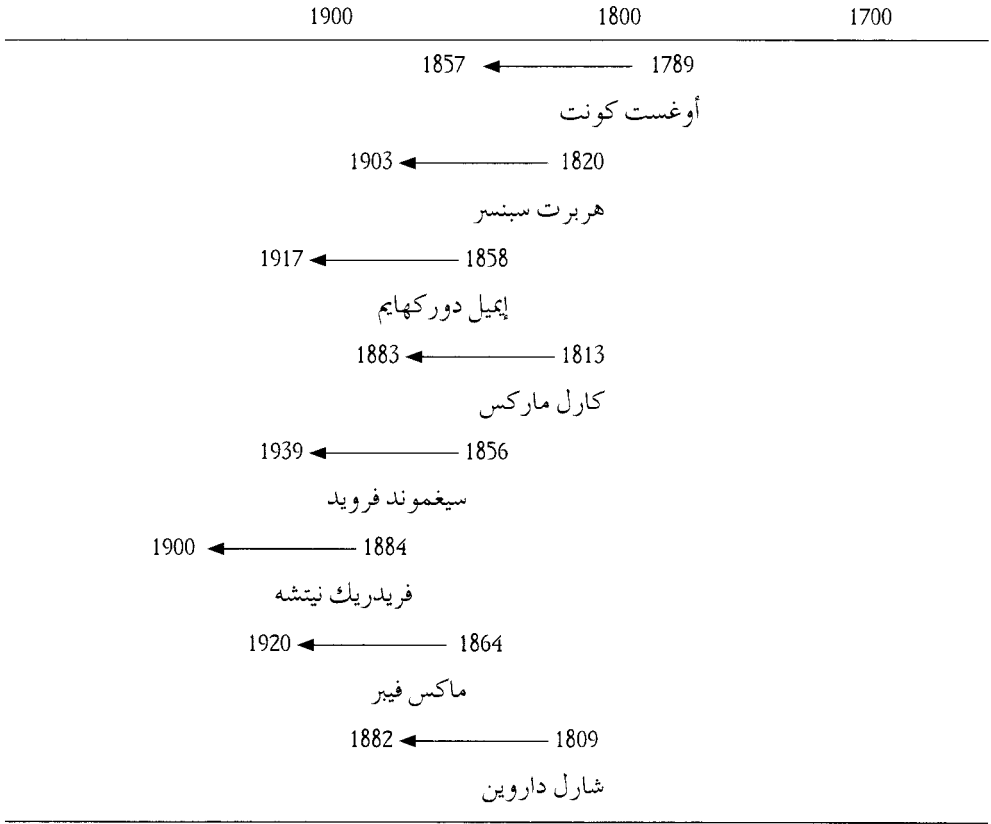 1700 1800 1900
1789 1857
أوغست كونت
1820 1903
هربرت سبنسر
1858 1917
إيميل دوركهايم
1813 1883
كارل ماركس
1856 1939
سيغموند فرويد
1884 1900
فريدريك نيتشه
1864 1920
ماكس فيبر
1809 1882
شارل داروين